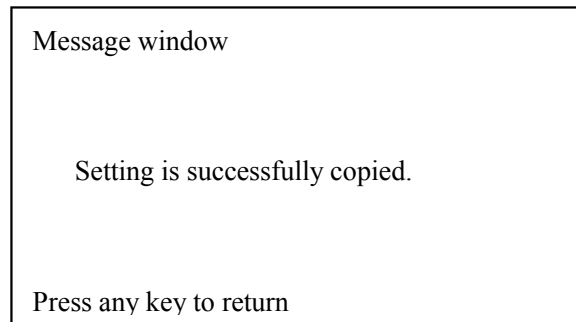 Message window
Setting is successfully copied.
Press any key to return